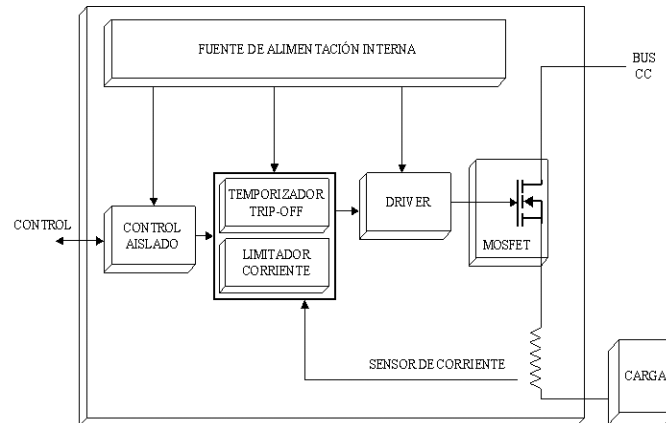 FUENTE DE ALIMENTACIÓN INTERNA
BUS
CC
TEMPORIZADOR
TRIP-OFF
DRIVER
CONTROL
CONTROL
AISLADO
LIMITADOR
CORRIENTE
MOSFET
SENSOR DE CORRIENTE
CARGA